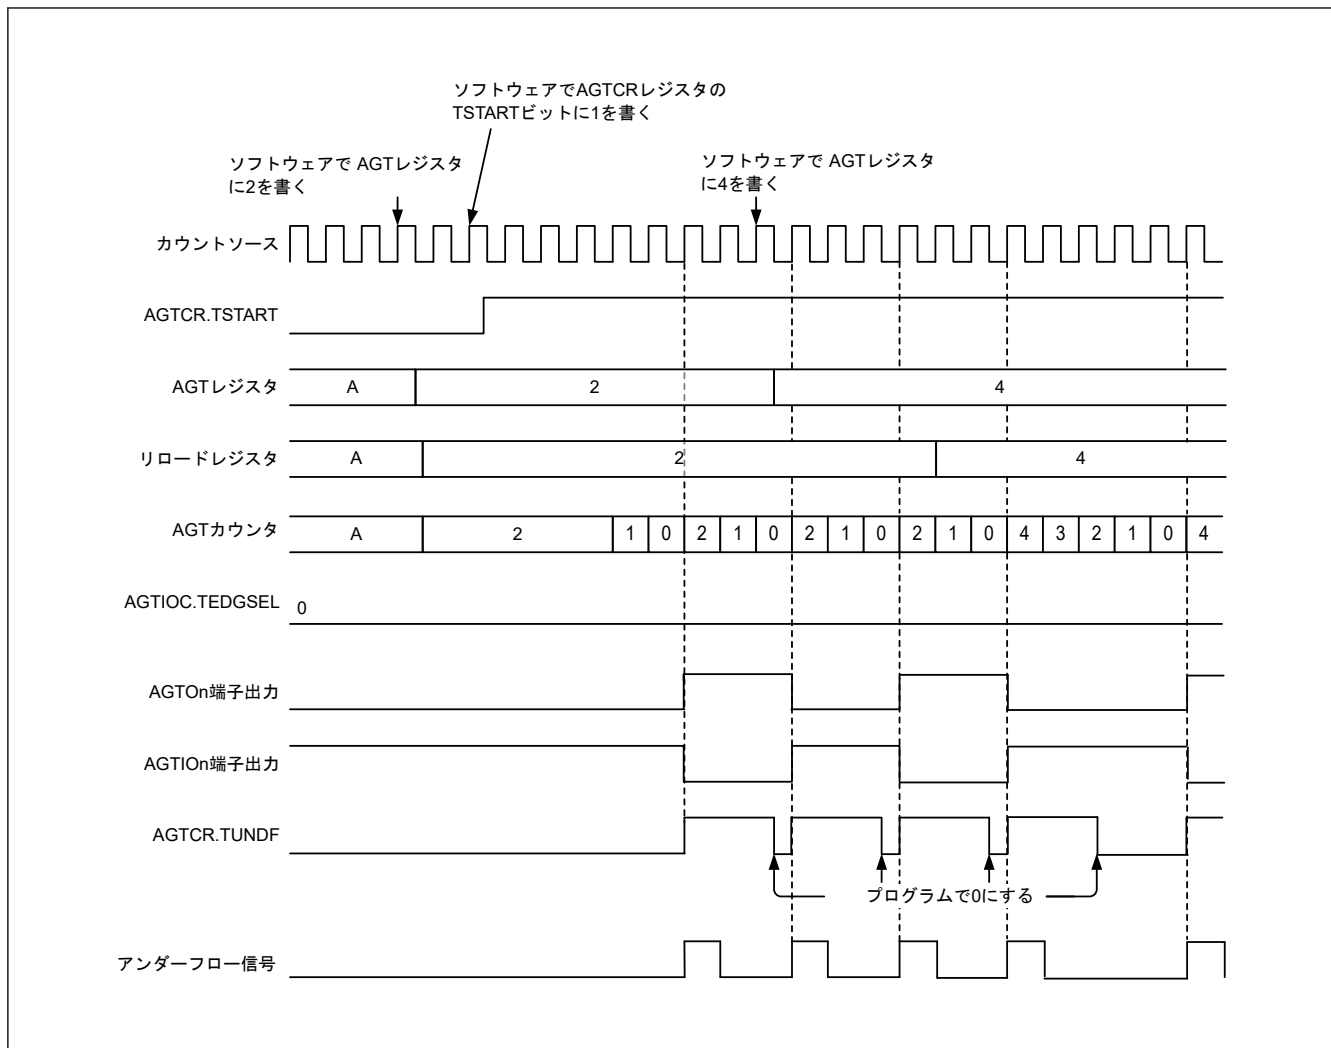 ソフトウェアでAGTCRレジスタの
TSTARTビットに1を書く
ソフトウェアで AGTレジスタ
に2を書く
ソフトウェアで AGTレジスタ
に4を書く
カウントソース
AGTCR.TSTART
AGTレジスタ A 2 4
リロードレジスタ A 2 4
AGTカウンタ A 2 1 0 2 1 0 2 1 0 2 1 0 4 3 2 1 0 4
AGTIOC.TEDGSEL 0
AGTOn端子出力
AGTIOn端子出力
AGTCR.TUNDF
プログラムで0にする
アンダーフロー信号